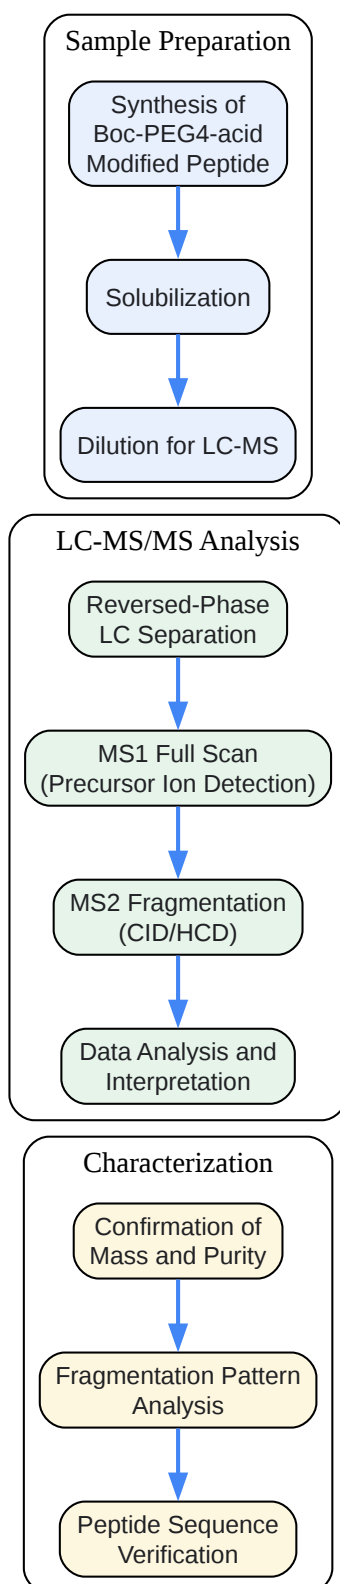 Sample Preparation
Synthesis of
Boc-PEG4-acid
Modified Peptide
Solubilization
Dilution for LC-MS
LC-MS/MS Analysis
Reversed-Phase
LC Separation
MS1 Full Scan
(Precursor Ion Detection)
MS2 Fragmentation
(CID/HCD)
Data Analysis and
Interpretation
Characterization
Confirmation of
Mass and Purity
Fragmentation Pattern
Analysis
Peptide Sequence
Verification